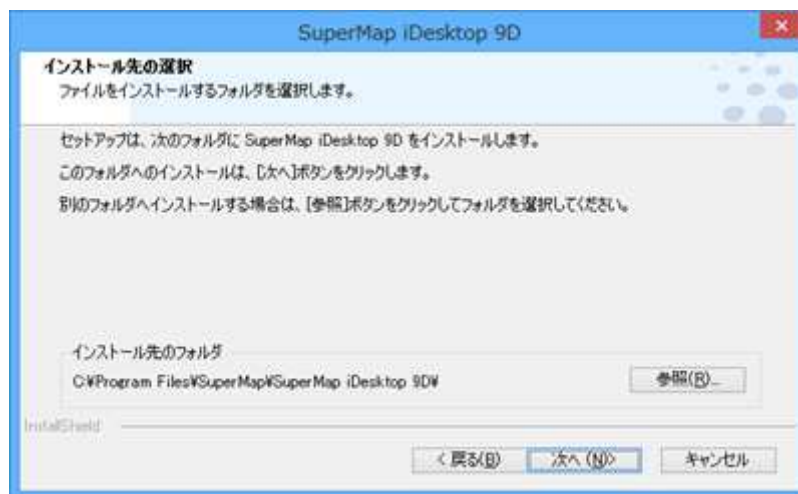 SuperMap iDesktop 9D
インストール先の選択
ファイルをインストールするフォルダを選択します。
セットアップは、次のフォルダに SuperMap iDesktop 9D をインストールします。
このフォルダへのインストールは、[次へ]ボタンをクリックします。
別のフォルダへインストールする場合は、[参照]ボタンをクリックしてフォルダを選択してください。
インストール先のフォルダ
C:¥Program Files¥SuperMap¥SuperMap iDesktop 9D¥
参照(R)...
InstallShield
< 戻る(B)
次へ (N)>
キャンセル